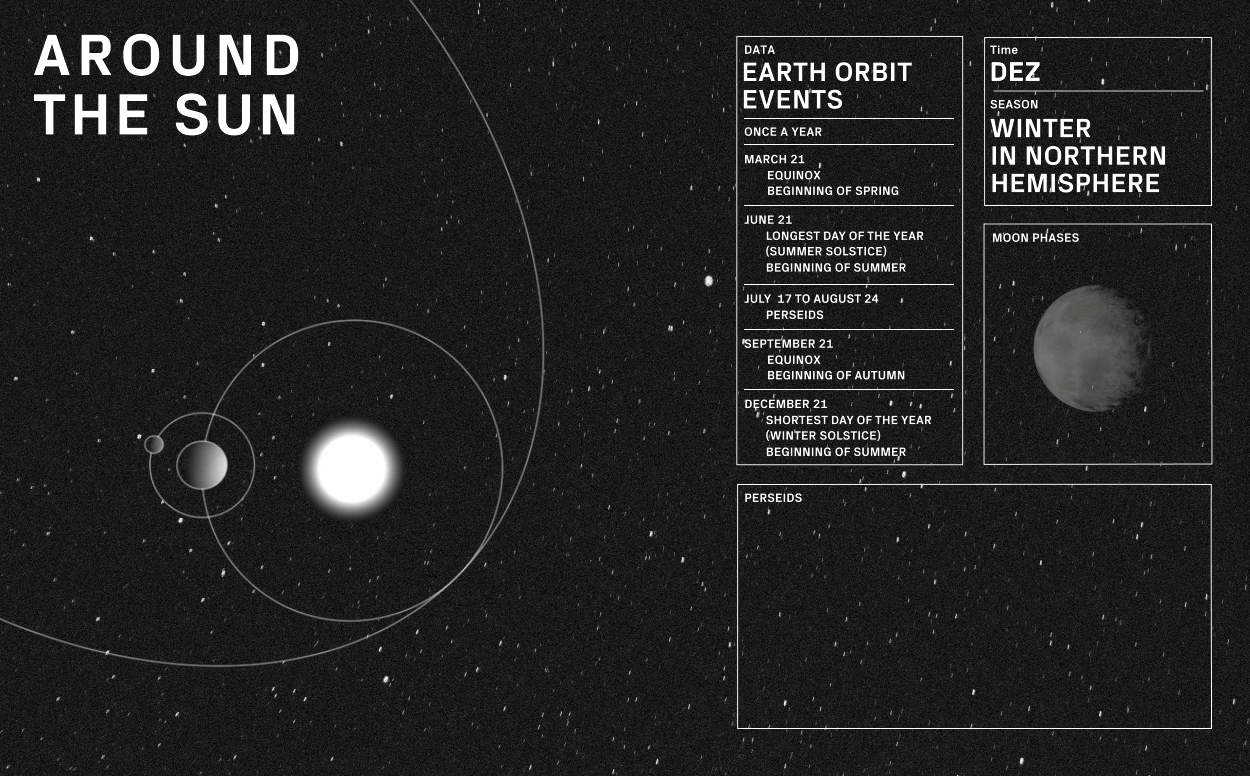 AROUND
THE SUN
DATA
EARTH ORBIT
EVENTS
ONCE A YEAR
MARCH 21
EQUINOX
BEGINNING OF SPRING
JUNE 21
LONGEST DAY OF THE YEAR
(SUMMER SOLSTICE)
BEGINNING OF SUMMER
JULY 17 TO AUGUST 24
PERSEIDS
SEPTEMBER 21
EQUINOX
BEGINNING OF AUTUMN
DECEMBER 21
SHORTEST DAY OF THE YEAR
(WINTER SOLSTICE)
BEGINNING OF SUMMER
Time
DEZ
SEASON
WINTER
IN NORTHERN
HEMISPHERE
MOON PHASES
PERSEIDS